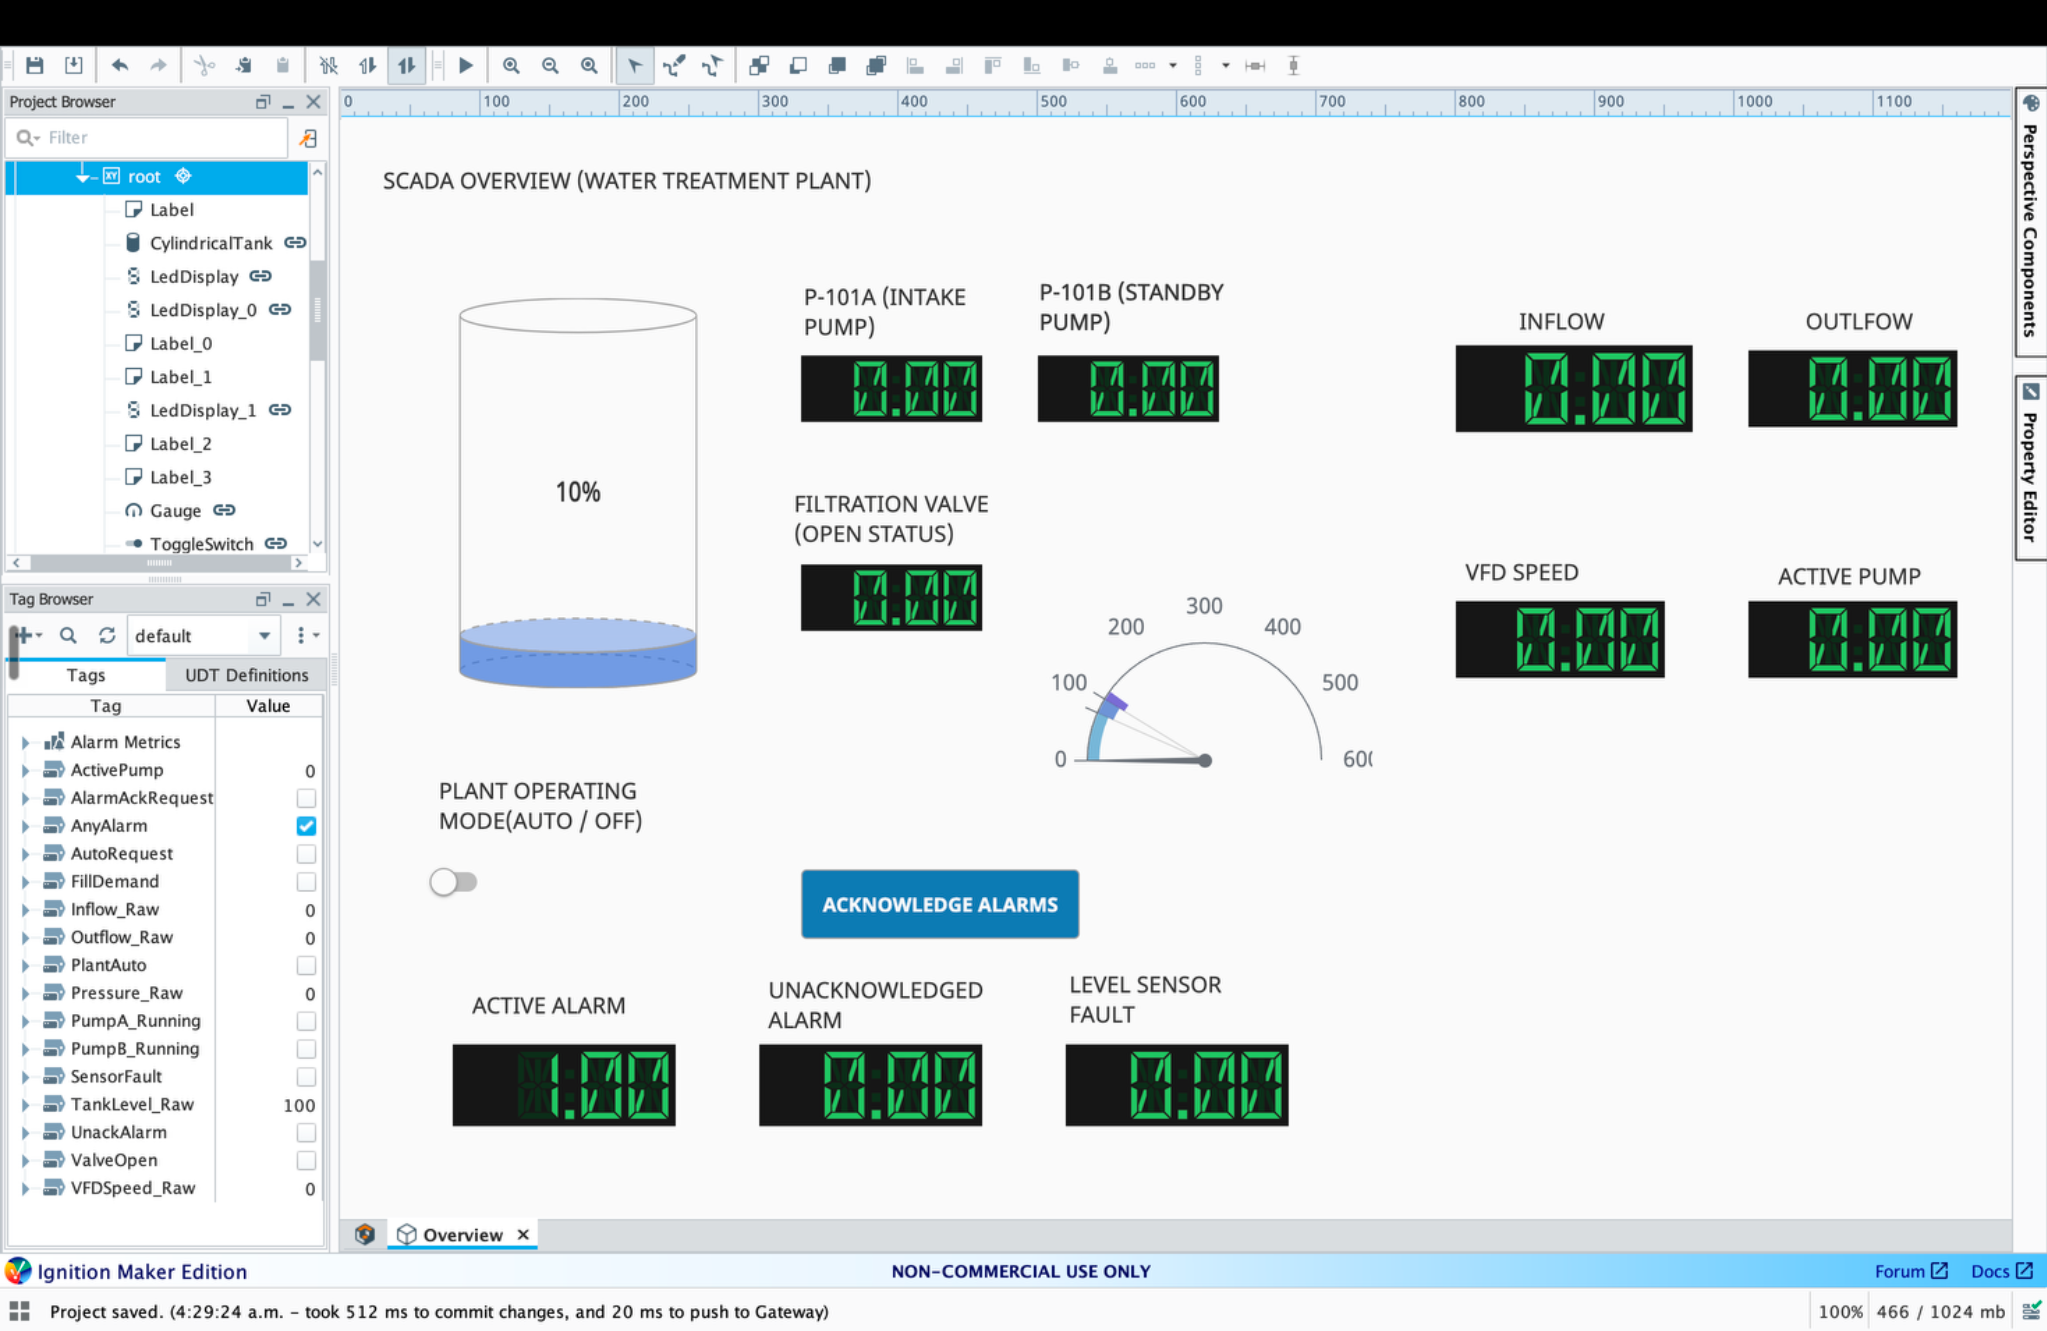 Project Browser
Filter
root
Label
CylindricalTank
LedDisplay
LedDisplay_0
Label_0
Label_1
LedDisplay_1
Label_2
Label_3
Gauge
ToggleSwitch
Tag Browser
default
Tags UDT Definitions
Tag Value
Alarm Metrics
ActivePump 0
AlarmAckRequest
AnyAlarm
AutoRequest
FillDemand
Inflow_Raw 0
Outflow_Raw 0
PlantAuto
Pressure_Raw 0
PumpA_Running
PumpB_Running
SensorFault
TankLevel_Raw 100
UnackAlarm
ValveOpen
VFDSpeed_Raw 0
0 100 200 300 400 500 600 700 800 900 1000 1100
SCADA OVERVIEW (WATER TREATMENT PLANT)
P-101A (INTAKE
PUMP)
0.00
P-101B (STANDBY
PUMP)
0.00
INFLOW
0.00
OUTLFOW
0.00
10%
FILTRATION VALVE
(OPEN STATUS)
0.00
0
100
200
300
400
500
600
VFD SPEED
0.00
ACTIVE PUMP
0.00
PLANT OPERATING
MODE(AUTO / OFF)
ACKNOWLEDGE ALARMS
ACTIVE ALARM
1.00
UNACKNOWLEDGED
ALARM
0.00
LEVEL SENSOR
FAULT
0.00
Perspective Components
Property Editor
Overview
Ignition Maker Edition
NON-COMMERCIAL USE ONLY
Forum Docs
Project saved. (4:29:24 a.m. – took 512 ms to commit changes, and 20 ms to push to Gateway)
100% 466 / 1024 mb